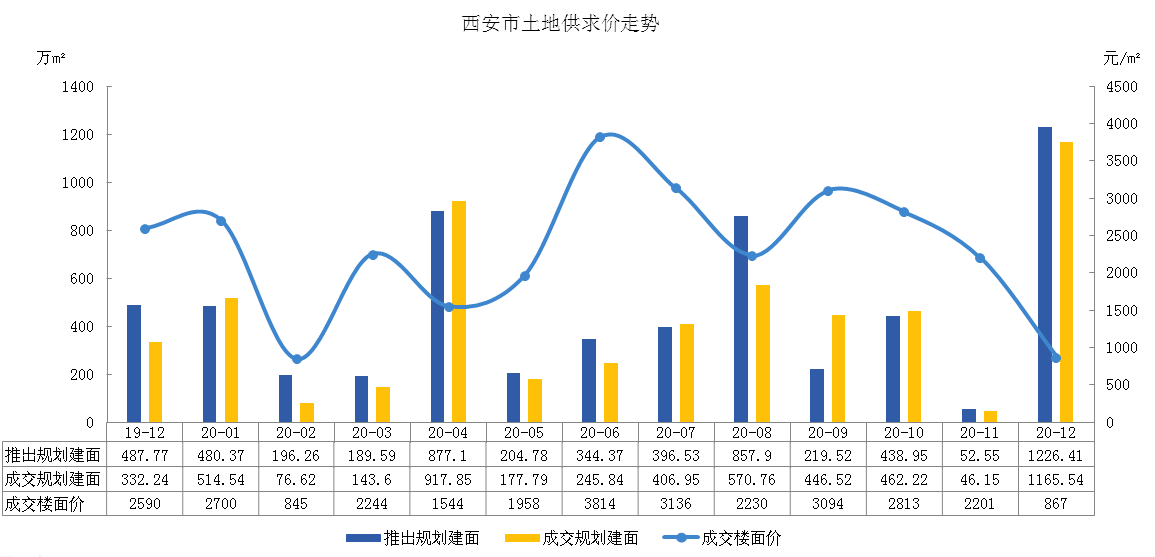 西安市土地供求价走势
万㎡ 元/㎡
1400 4500
1200 4000
1000 3500
800 3000
600 2500
400 2000
200 1500
0 1000
500
0
19-12 20-01 20-02 20-03 20-04 20-05 20-06 20-07 20-08 20-09 20-10 20-11 20-12
推出规划建面 487.77 480.37 196.26 189.59 877.1 204.78 344.37 396.53 857.9 219.52 438.95 52.55 1226.41
成交规划建面 332.24 514.54 76.62 143.6 917.85 177.79 245.84 406.95 570.76 446.52 462.22 46.15 1165.54
成交楼面价 2590 2700 845 2244 1544 1958 3814 3136 2230 3094 2813 2201 867
推出规划建面 成交规划建面 成交楼面价